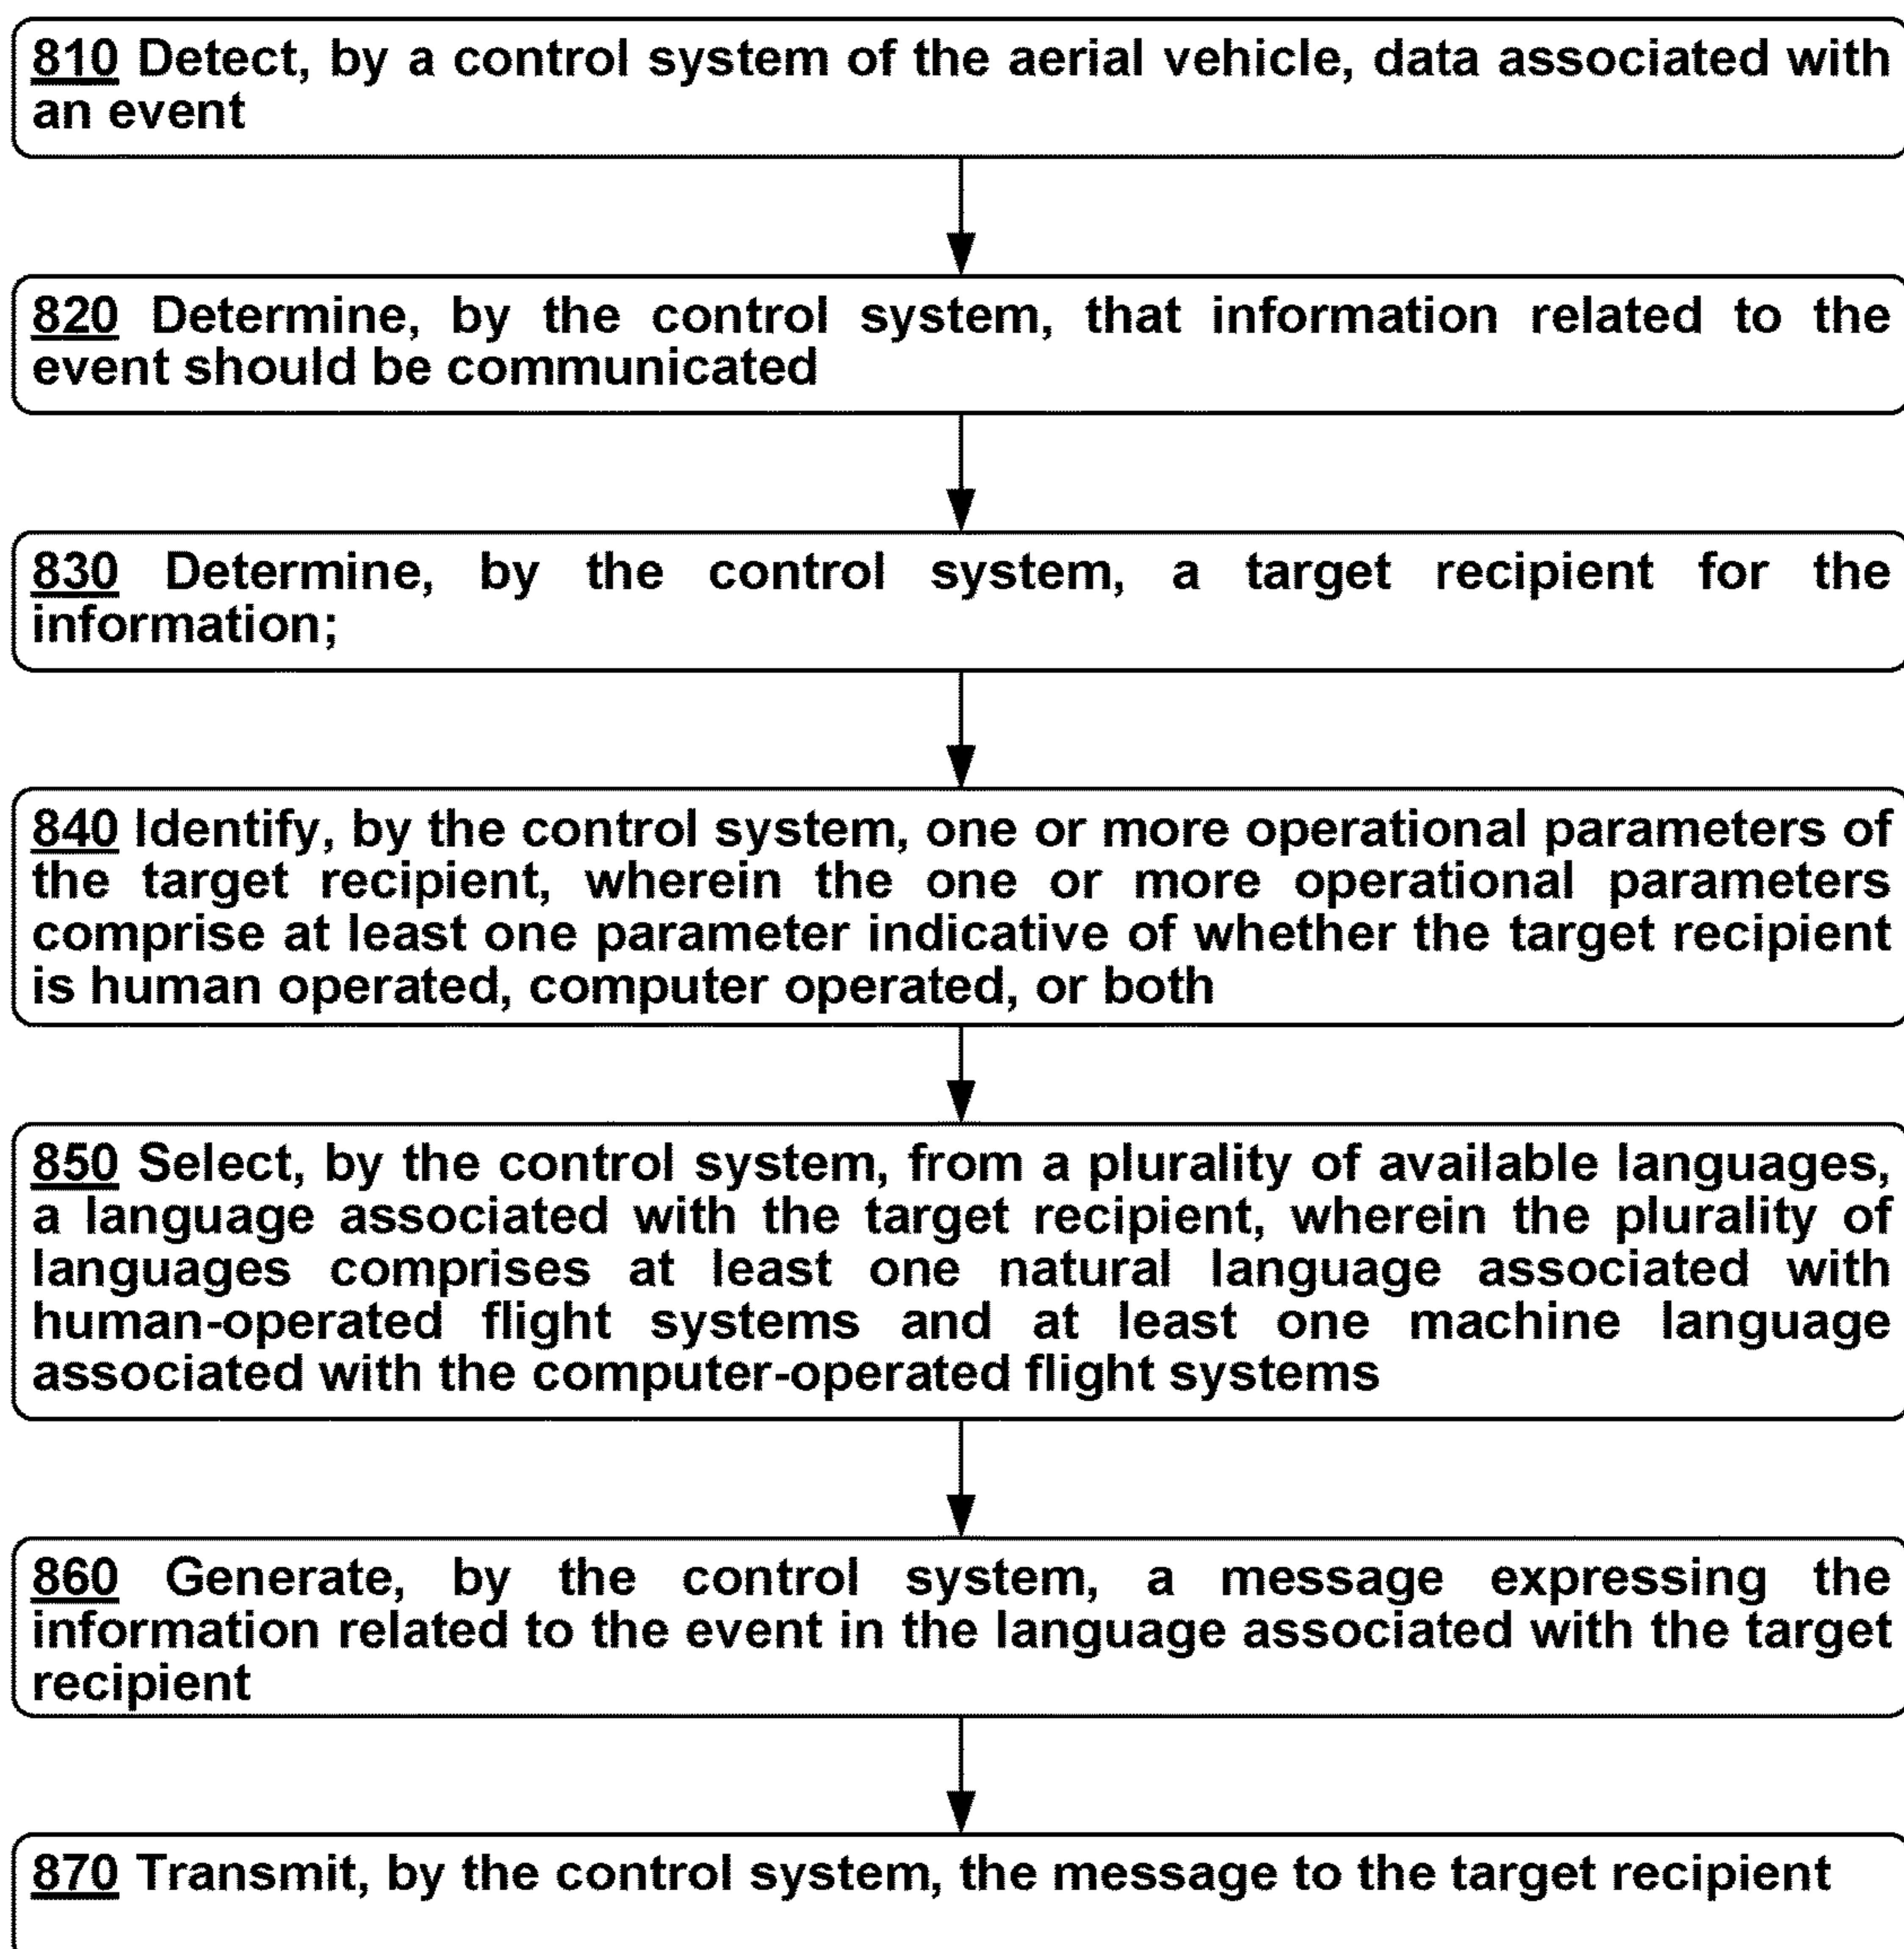 810 Detect, by a control system of the aerial vehicle, data associated with
an event
820 Determine, by the control system, that information related to the
event should be communicated
830 Determine, by the control system, a target recipient for the
information;
840 Identify, by the control system, one or more operational parameters of
the target recipient, wherein the one or more operational parameters
comprise at least one parameter indicative of whether the target recipient
is human operated, computer operated, or both
850 Select, by the control system, from a plurality of available languages,
a language associated with the target recipient, wherein the plurality of
languages comprises at least one natural language associated with
human-operated flight systems and at least one machine language
associated with the computer-operated flight systems
860 Generate, by the control system, a message expressing the
information related to the event in the language associated with the target
recipient
870 Transmit, by the control system, the message to the target recipient